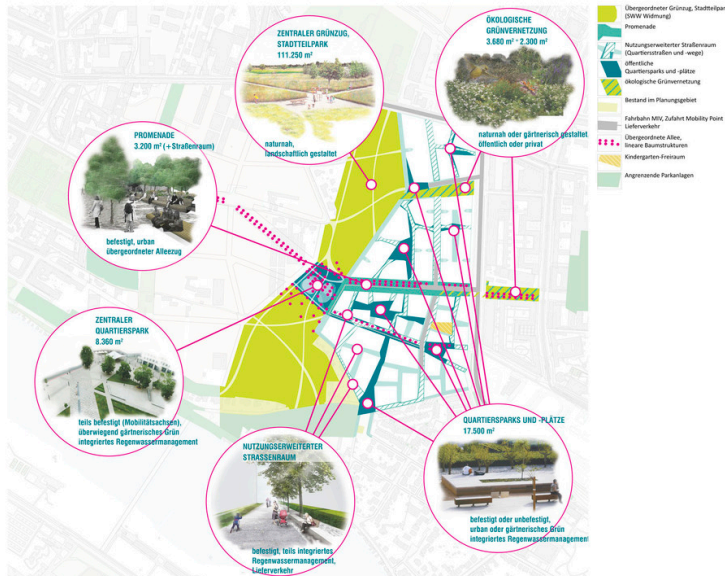 ZENTRALER GRÜNZUG,
STADTTEILPARK
111.250 m²
naturnah,
landschaftlich gestaltet
ÖKOLOGISCHE
GRÜNVERNETZUNG
3.680 m² + 2.300 m²
naturnah oder gärtnerisch gestaltet
öffentlich oder privat
PROMENADE
3.200 m² (+ Straßenraum)
befestigt, urban
übergeordneter Alleezug
ZENTRALER
QUARTIERSPARK
8.360 m²
teils befestigt (Mobilitätsachsen),
überwiegend gärtnerisches Grün
integriertes Regenwassermanagement
NUTZUNGSERWEITERTER
STRASSENRAUM
befestigt, teils integriertes
Regenwassermanagement,
Lieferverkehr
QUARTIERSPARKS UND -PLÄTZE
17.500 m²
befestigt oder unbefestigt,
urban oder gärtnerisches Grün
integriertes Regenwassermanagement
Übergeordneter Grünzug, Stadtteilpar
(SWW Widmung)
Promenade
Nutzungserweiterter Straßenraum
(Quartiersstraßen und -wege)
öffentliche
Quartiersparks und -plätze
ökologische Grünvernetzung
Bestand im Planungsgebiet
Fahrbahn MIV, Zufahrt Mobility Point
Lieferverkehr
Übergeordnete Allee,
lineare Baumstrukturen
Kindergarten-Freiraum
Angrenzende Parkanlagen